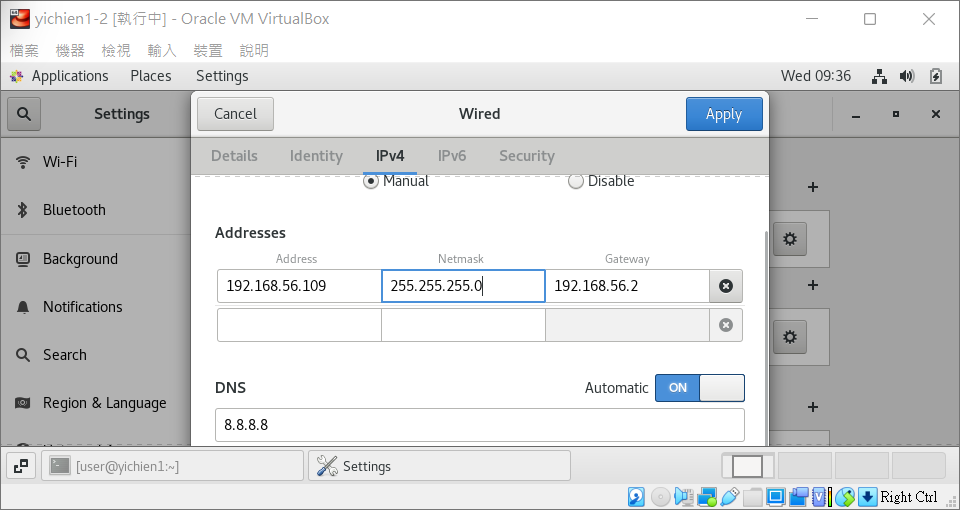 yichien1-2 [執行中] - Oracle VM VirtualBox
檔案 機器 檢視 輸入 裝置 說明
Applications Places Settings Wed 09:36
Settings Cancel Wired Apply
Details Identity IPv4 IPv6 Security
Wi-Fi
Bluetooth
Background
Notifications
Search
Region & Language
Manual Disable
Addresses
Address Netmask Gateway
192.168.56.109 255.255.255.0 192.168.56.2
DNS Automatic ON
8.8.8.8
[user@yichien1:~] Settings
Right Ctrl